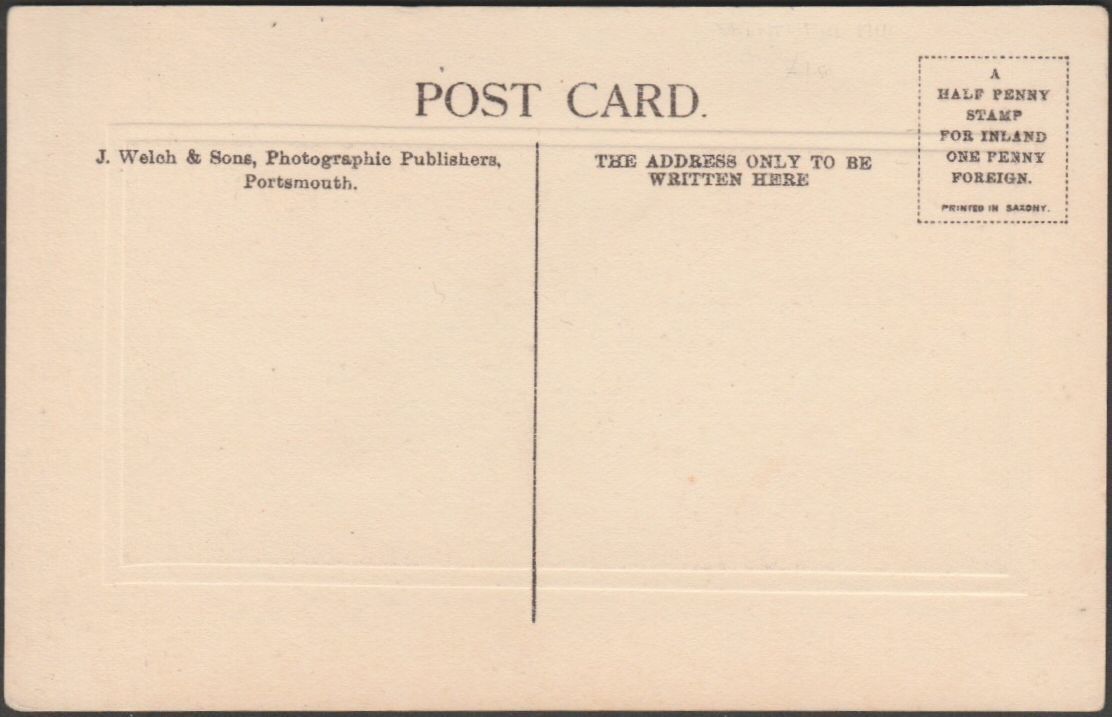 POST CARD.
J. Welch & Sons, Photographic Publishers,
Portsmouth.
THE ADDRESS ONLY TO BE
WRITTEN HERE
A
HALF PENNY
STAMP
FOR INLAND
ONE PENNY
FOREIGN.
PRINTED IN SAXONY.